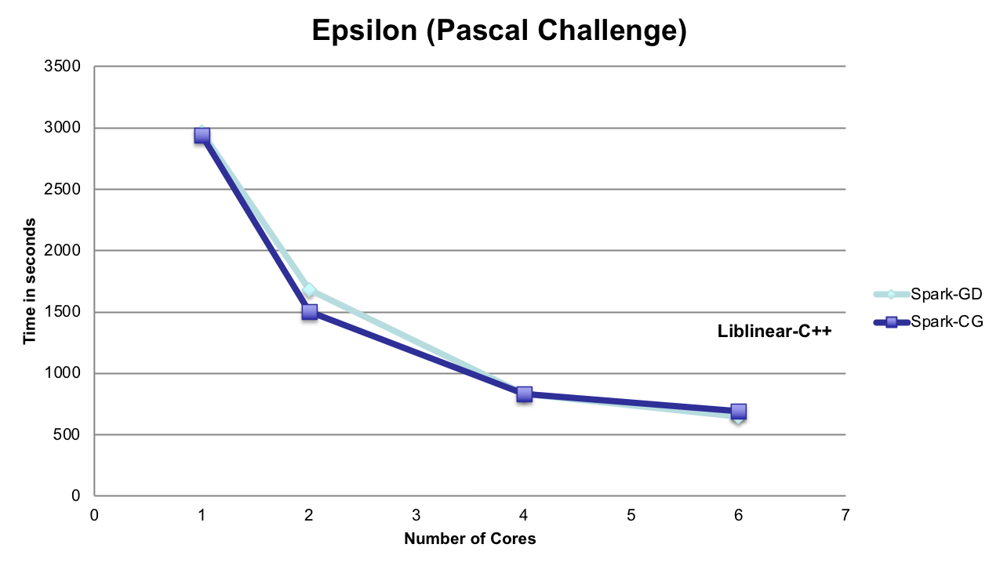 Epsilon (Pascal Challenge)
3500
3000
2500
2000
1500
1000
500
0
Time in seconds
0 1 2 3 4 5 6 7
Number of Cores
Liblinear-C++
Spark-GD
Spark-CG